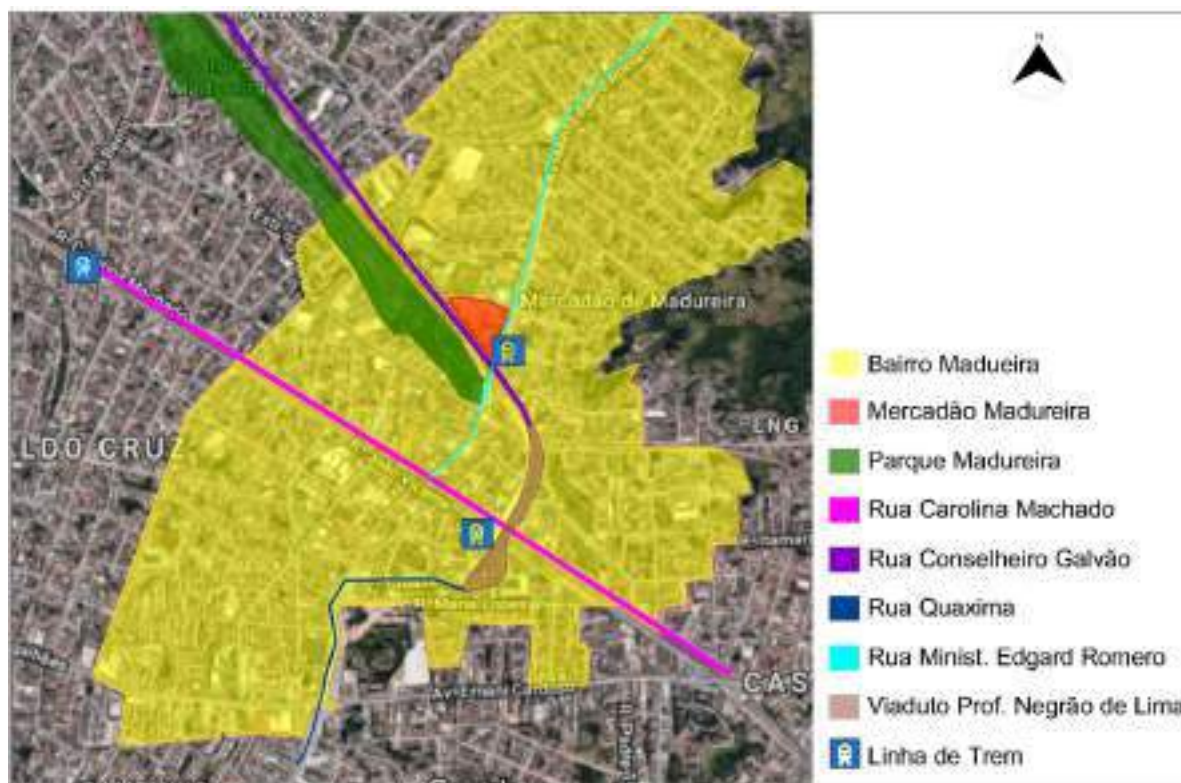 N
Mercadão de Madureira
LDO CRUZ
LNG
CAS
Bairro Madueira
Mercadão Madureira
Parque Madureira
Rua Carolina Machado
Rua Conselheiro Galvão
Rua Quaxima
Rua Minist. Edgard Romero
Viaduto Prof. Negrão de Lima
Linha de Trem